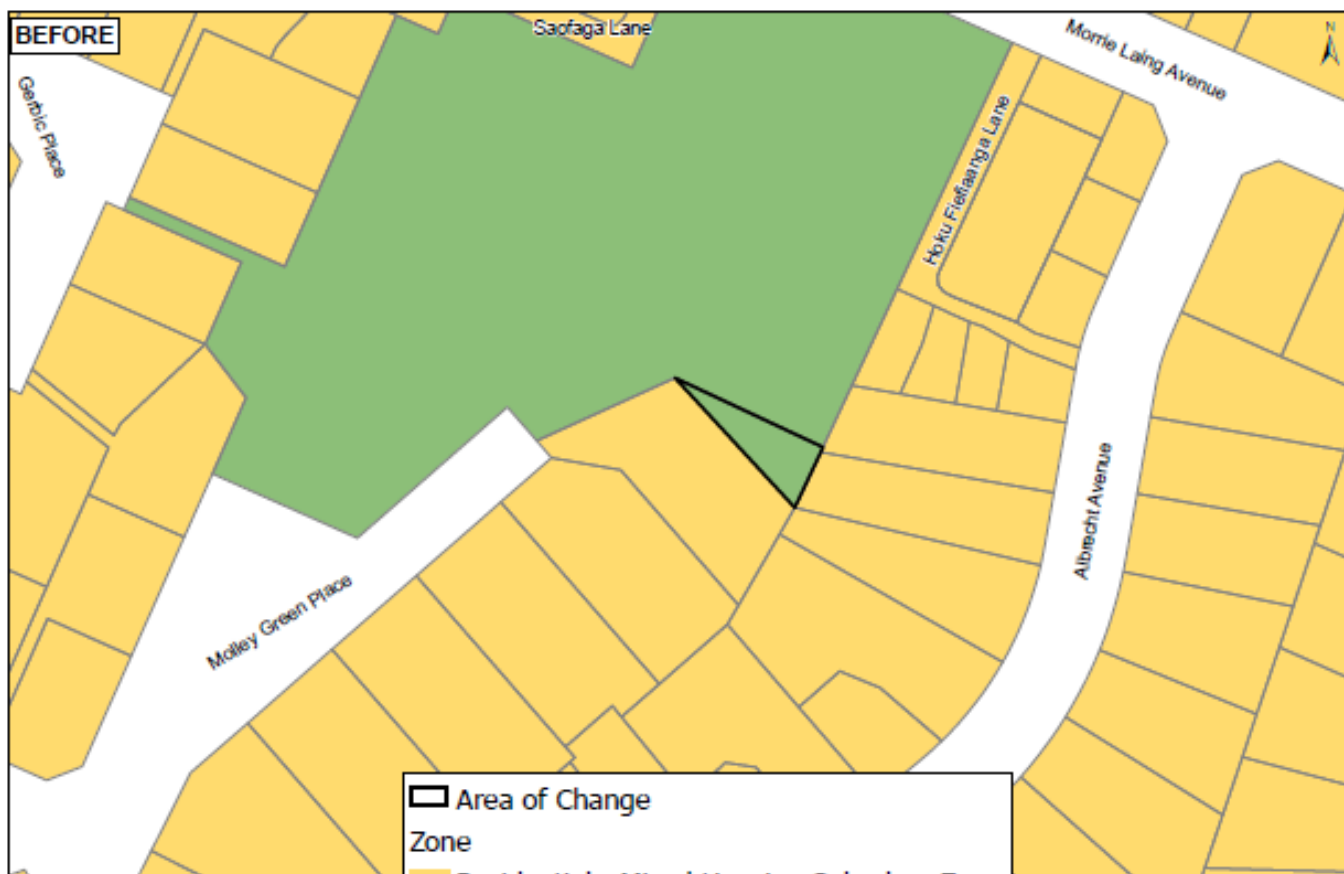 BEFORE
Saofaga Lane
Morrie Laing Avenue
N
Gerbic Place
Hoku Fiefiaanga Lane
Albrecht Avenue
Molley Green Place
Area of Change
Zone